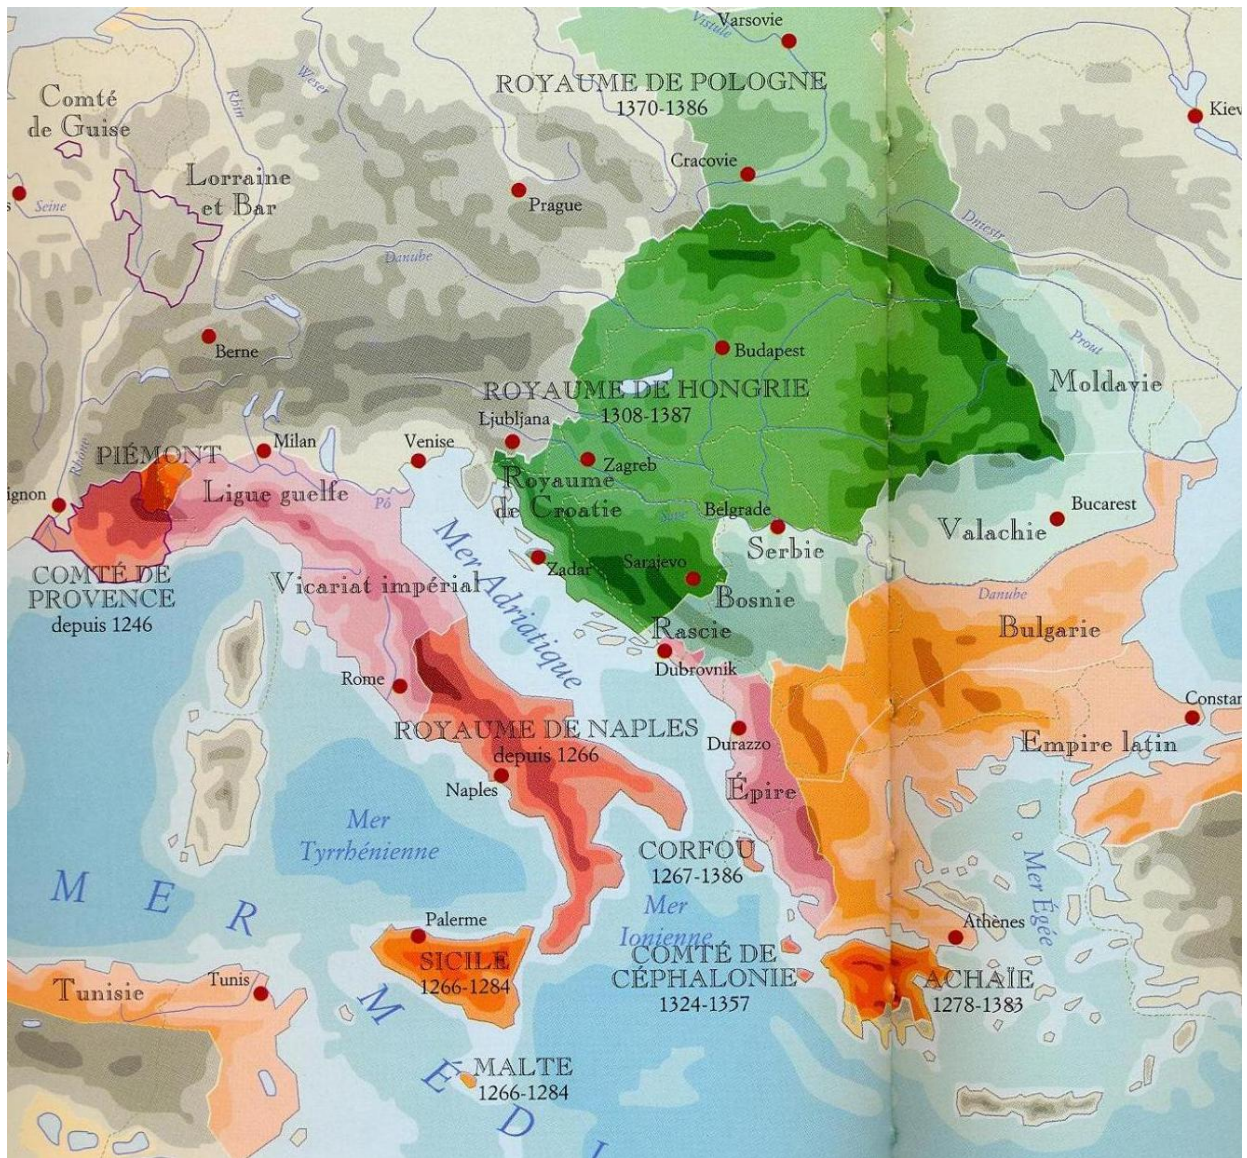 Varsovie
Vistule
ROYAUME DE POLOGNE
1370-1386
Weser
Rhin
Kiev
Comté
de Guise
Cracovie
Lorraine
et Bar
Prague
Seine
Dniestr
Danube
Berne
Budapest
Prout
Moldavie
ROYAUME DE HONGRIE
1308-1387
Ljubljana
Rhône
PIÉMONT
Milan
Venise
Zagreb
Ligue guelfe
Pô
Royaume
de Croatie
Save
Belgrade
Bucarest
Valachie
Serbie
ignon
Mer Adriatique
Zadar
Sarajevo
COMTÉ DE
PROVENCE
depuis 1246
Vicariat impérial
Bosnie
Danube
Bulgarie
Rascie
Dubrovnik
Rome
Constan
ROYAUME DE NAPLES
depuis 1266
Durazzo
Empire latin
Naples
Épire
Mer
Tyrrhénienne
CORFOU
1267-1386
Mer Égée
Mer
Ionienne
Palerme
Athènes
SICILE
1266-1284
COMTÉ DE
CÉPHALONIE
1324-1357
ACHAÏE
1278-1383
Tunis
Tunisie
MALTE
1266-1284
MER MÉDI